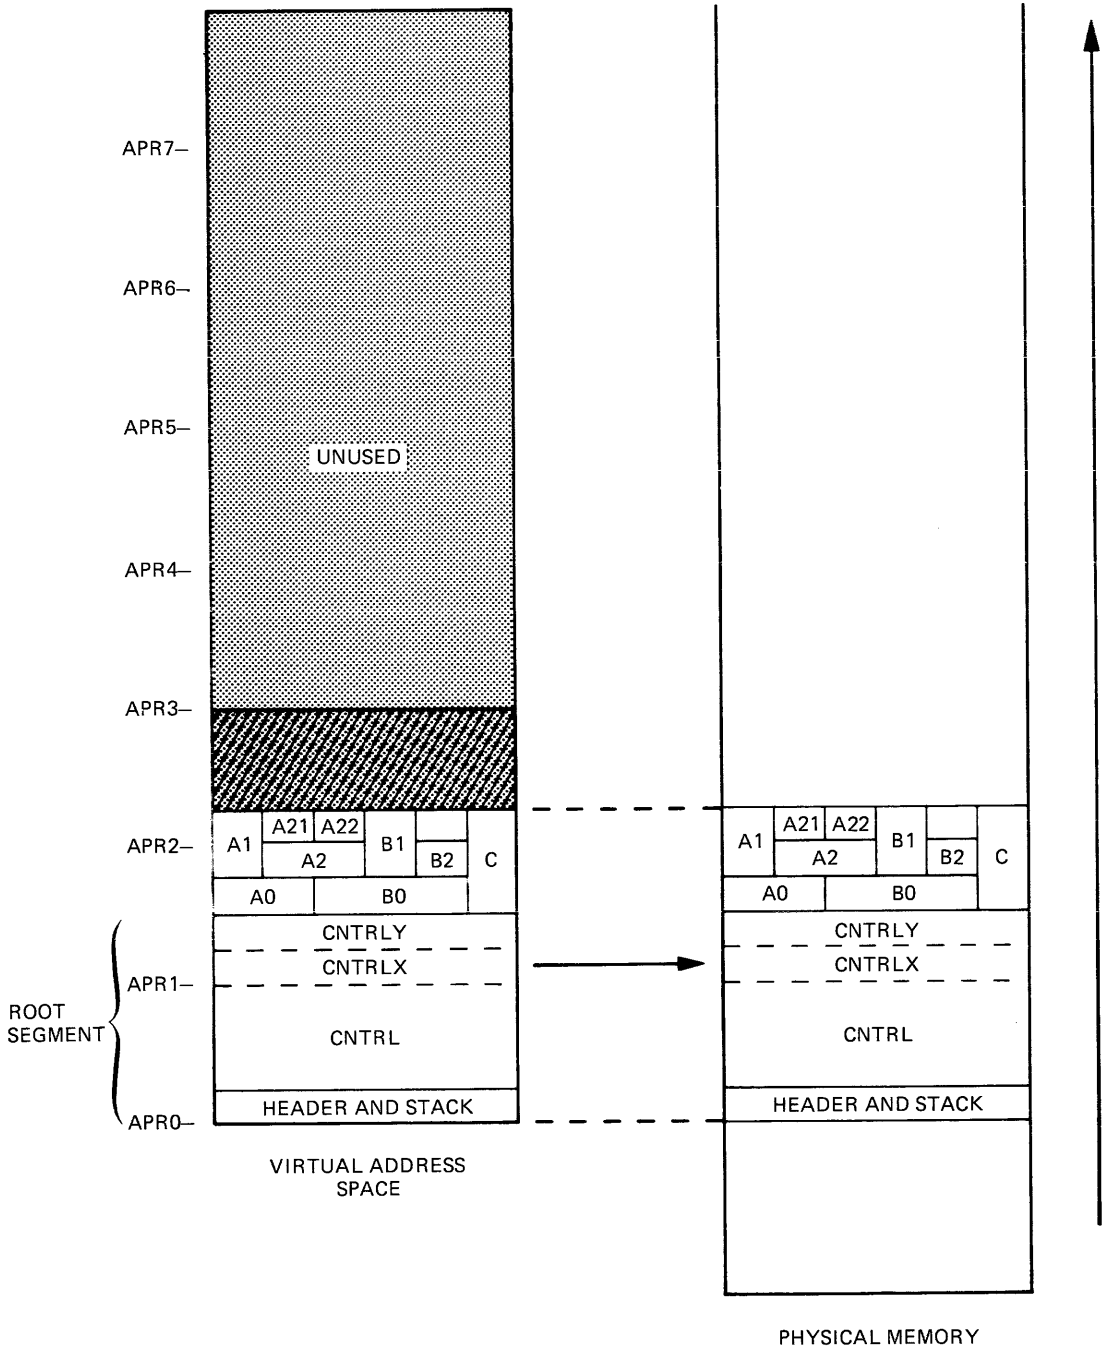 APR7–
APR6–
APR5–
UNUSED
APR4–
APR3–
A21 A22
A1 B1
APR2–
A2 B2 C
A0 B0
CNTRLY
CNTRLX
APR1–
ROOT
SEGMENT
CNTRL
HEADER AND STACK
APR0–
VIRTUAL ADDRESS
SPACE
A21 A22
A1 B1
A2 B2 C
A0 B0
CNTRLY
CNTRLX
CNTRL
HEADER AND STACK
PHYSICAL MEMORY